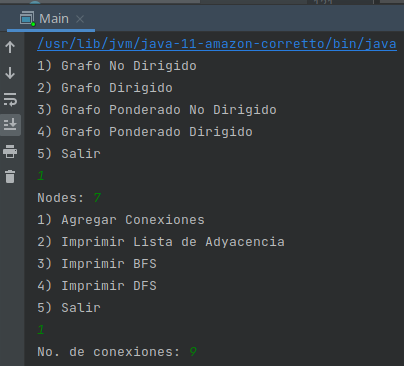 Main
/usr/lib/jvm/java-11-amazon-corretto/bin/java
1) Grafo No Dirigido
2) Grafo Dirigido
3) Grafo Ponderado No Dirigido
4) Grafo Ponderado Dirigido
5) Salir
1
Nodes: 7
1) Agregar Conexiones
2) Imprimir Lista de Adyacencia
3) Imprimir BFS
4) Imprimir DFS
5) Salir
1
No. de conexiones: 9